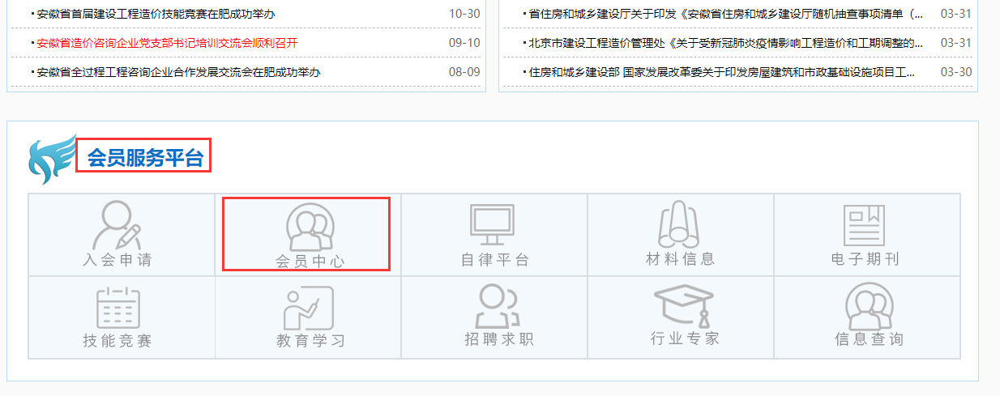 安徽省首届建设工程造价技能竞赛在肥成功举办 10-30
安徽省造价咨询企业党支部书记培训交流会顺利召开 09-10
安徽省全过程工程咨询企业合作发展交流会在肥成功举办 08-09
省住房和城乡建设厅关于印发《安徽省住房和城乡建设厅随机抽查事项清单（... 03-31
北京市建设工程造价管理处《关于受新冠肺炎疫情影响工程造价和工期调整的... 03-31
住房和城乡建设部 国家发展改革委关于印发房屋建筑和市政基础设施项目工... 03-30
会员服务平台
入会申请 会员中心 自律平台 材料信息 电子期刊
技能竞赛 教育学习 招聘求职 行业专家 信息查询